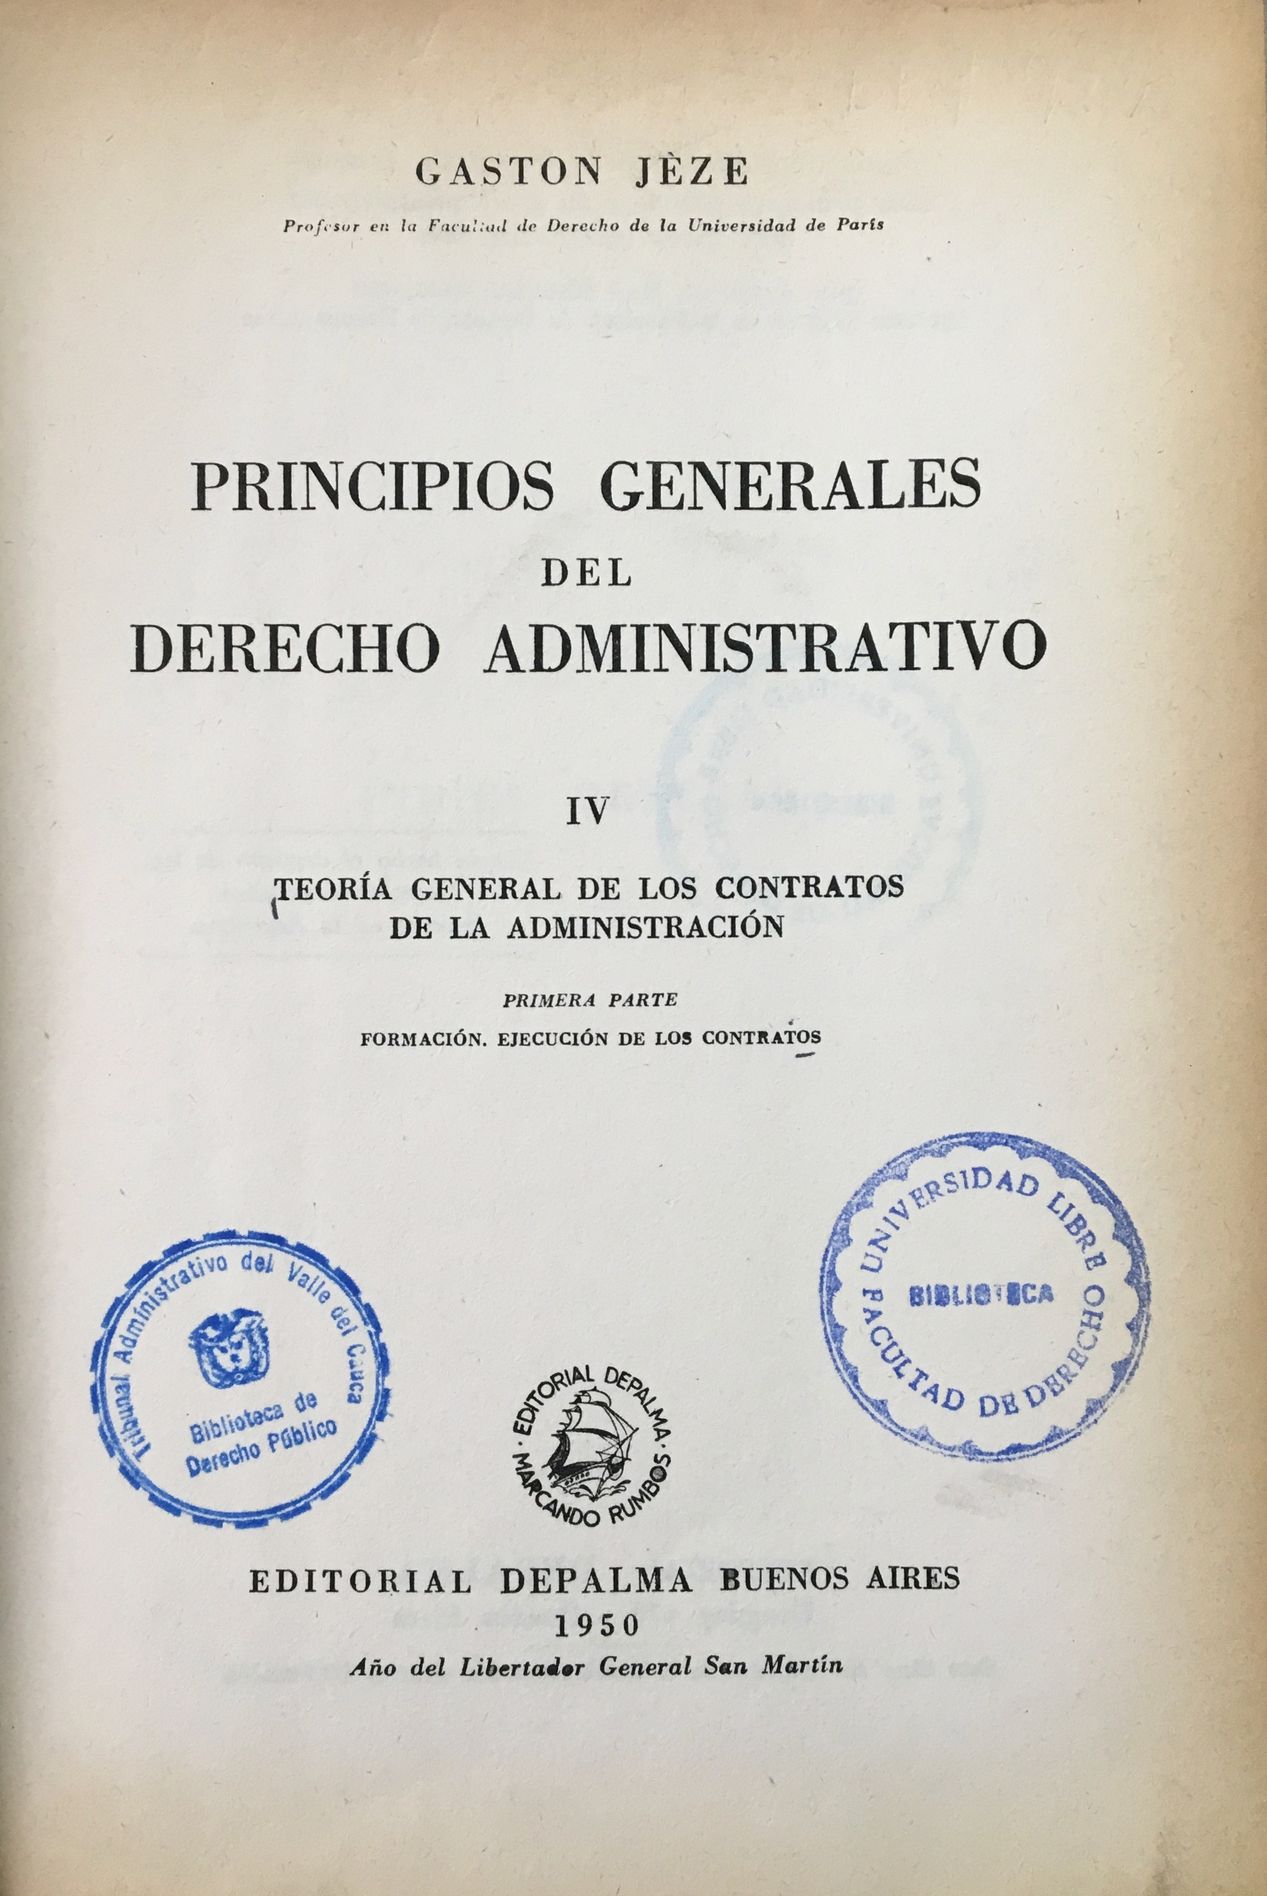 GASTON JÈZE
Profesor en la Facultad de Derecho de la Universidad de París
PRINCIPIOS GENERALES
DEL
DERECHO ADMINISTRATIVO
IV
TEORÍA GENERAL DE LOS CONTRATOS
DE LA ADMINISTRACIÓN
PRIMERA PARTE
FORMACIÓN. EJECUCIÓN DE LOS CONTRATOS
UNIVERSIDAD LIBRE
BIBLIOTECA
FACULTAD DE DERECHO
Tribunal Administrativo del Valle del Cauca
Biblioteca de
Derecho Público
EDITORIAL DEPALMA
MARCANDO RUMBOS
EDITORIAL DEPALMA BUENOS AIRES
1950
Año del Libertador General San Martín